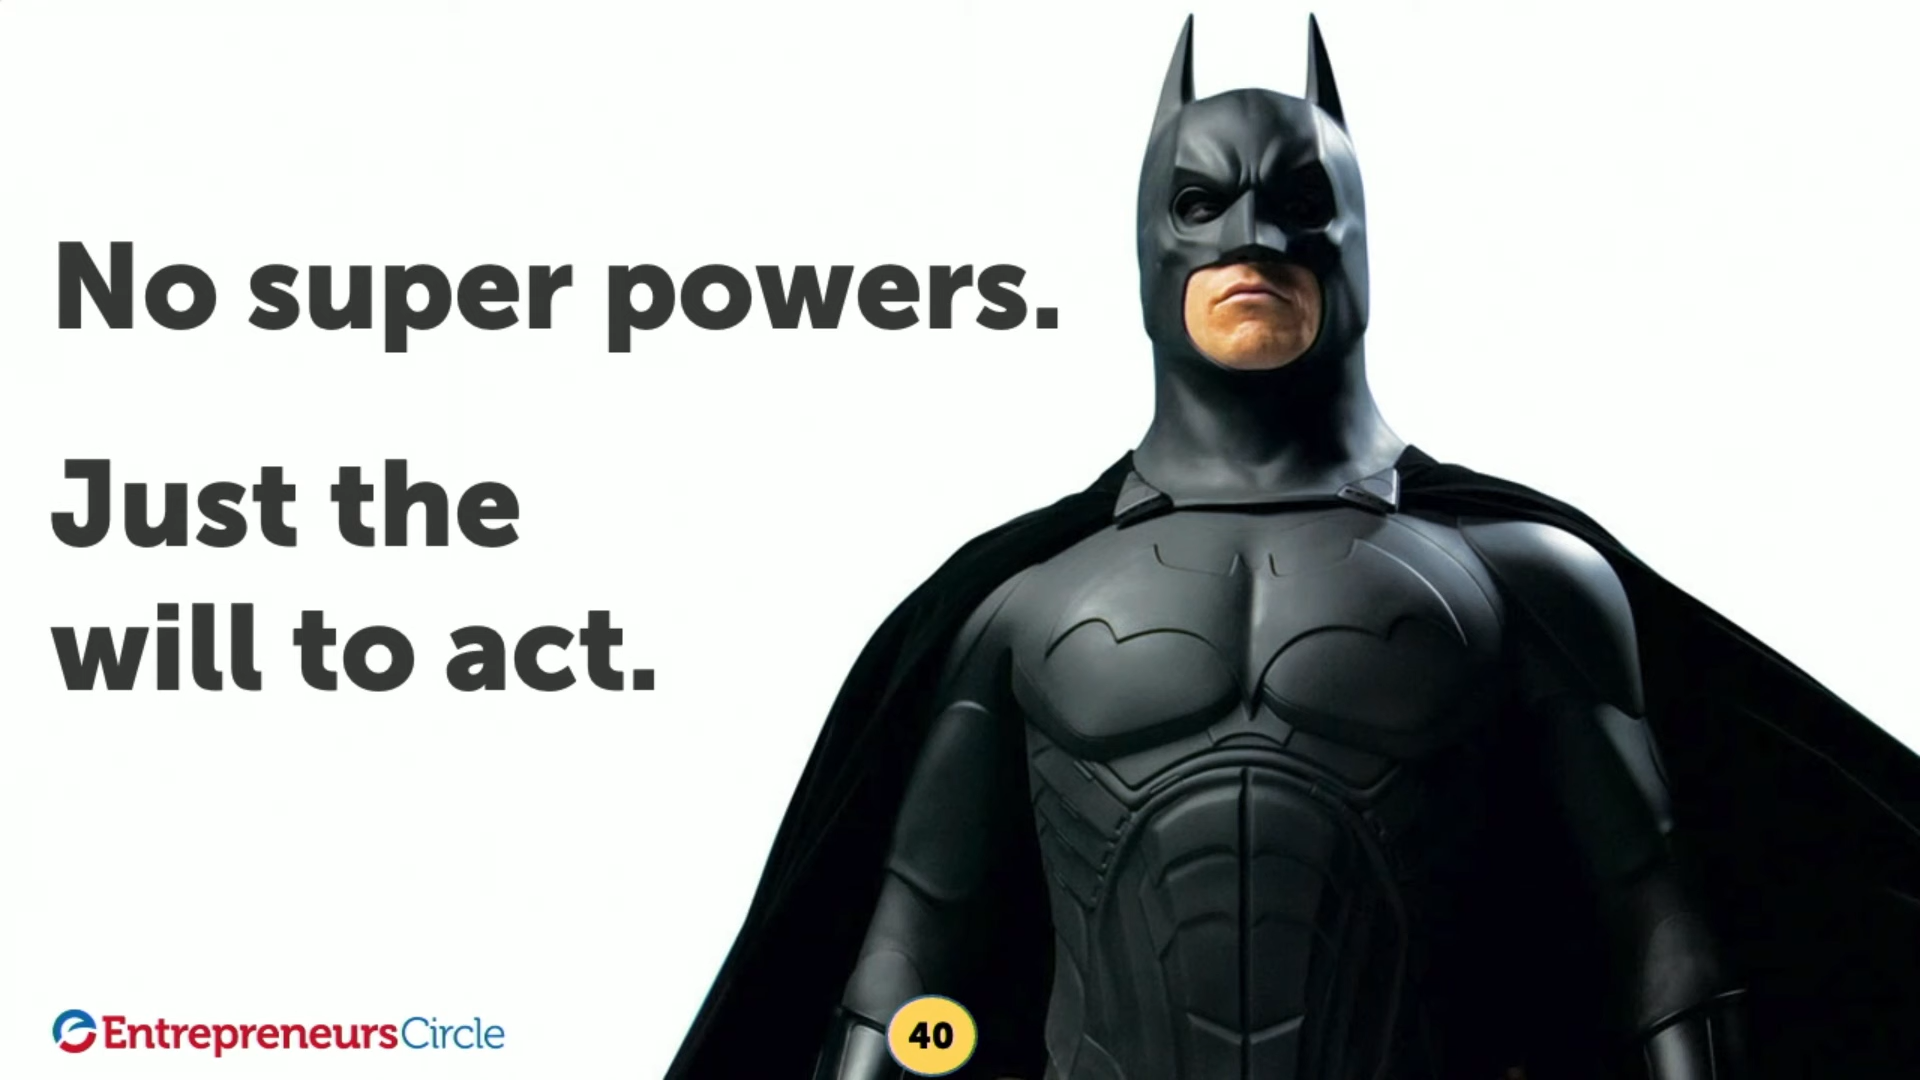 No super powers.
Just the
will to act.
EntrepreneursCircle
40